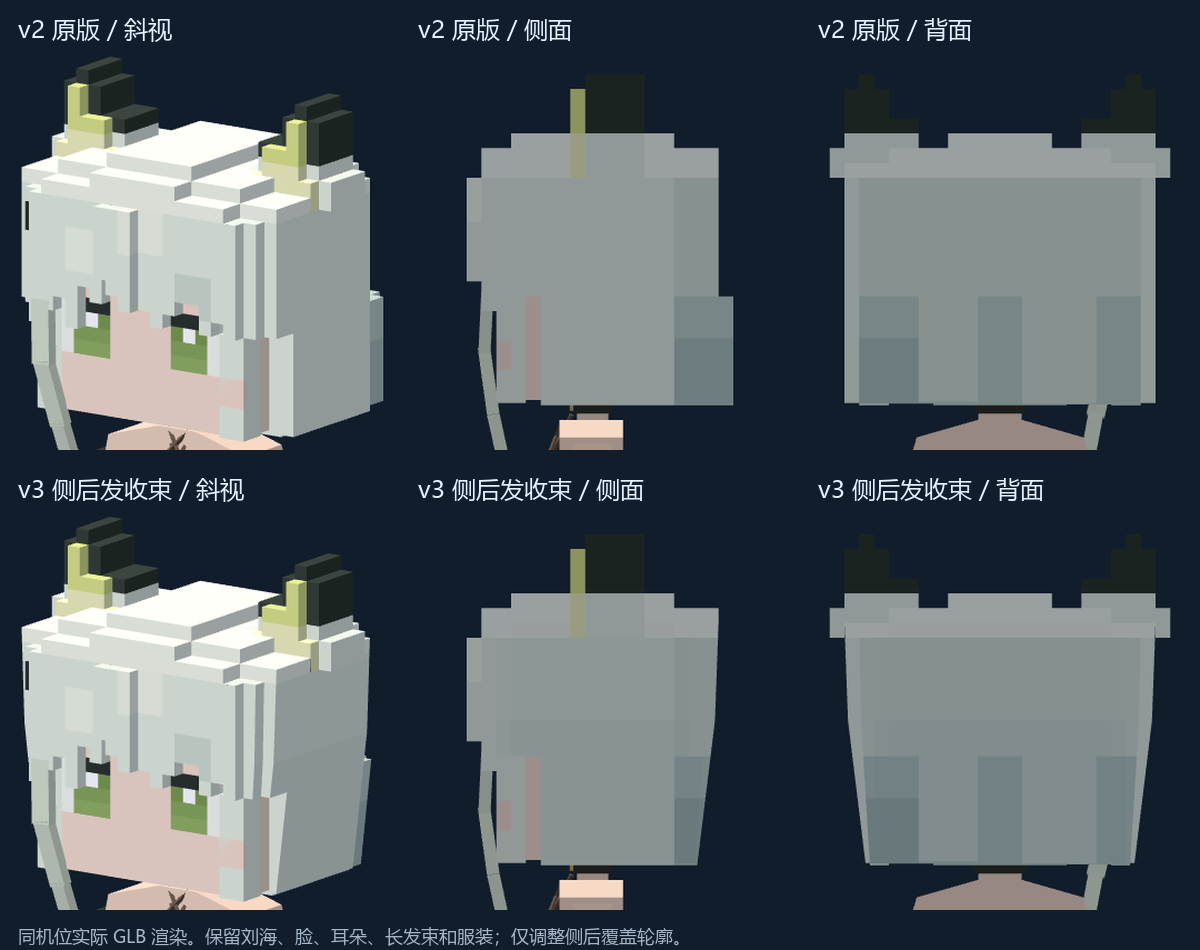 v2 原版 / 斜视
v2 原版 / 侧面
v2 原版 / 背面
v3 侧后发收束 / 斜视
v3 侧后发收束 / 侧面
v3 侧后发收束 / 背面
同机位实际 GLB 渲染。保留刘海、脸、耳朵、长发束和服装；仅调整侧后覆盖轮廓。